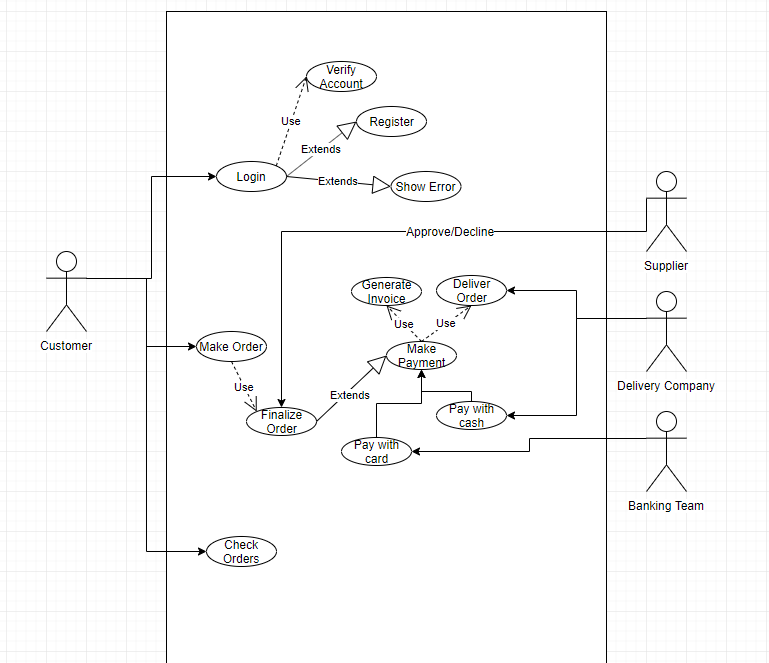 Verify
Account
Use
Register
Extends
Login
Extends
Show Error
Approve/Decline
Supplier
Customer
Generate
Invoice
Deliver
Order
Use
Use
Make Order
Make
Payment
Delivery Company
Use
Extends
Finalize
Order
Pay with
cash
Pay with
card
Banking Team
Check
Orders